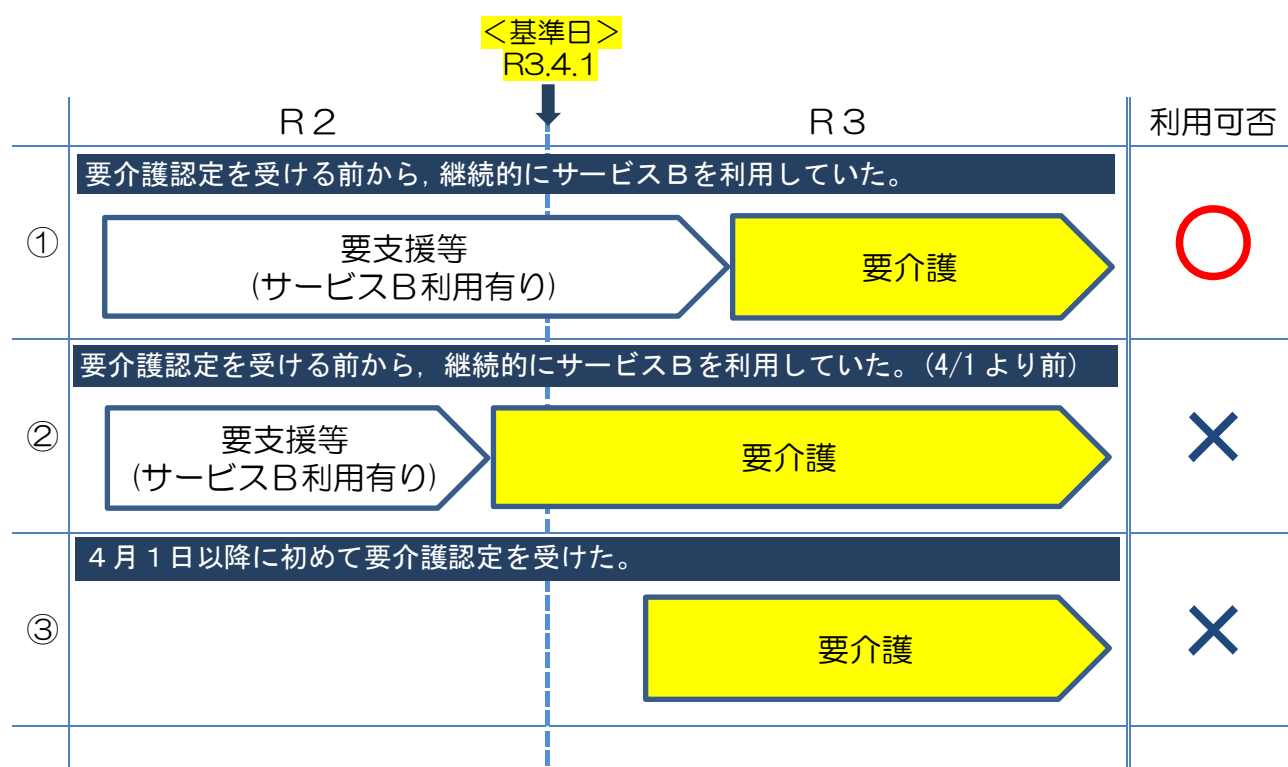 ＜基準日＞
R3.4.1
Ｒ２
Ｒ３
利用可否
要介護認定を受ける前から，継続的にサービスＢを利用していた。
①
要支援等
(サービスＢ利用有り)
要介護
○
要介護認定を受ける前から，継続的にサービスＢを利用していた。(4/1 より前)
②
要支援等
(サービスＢ利用有り)
要介護
×
４月１日以降に初めて要介護認定を受けた。
③
要介護
×